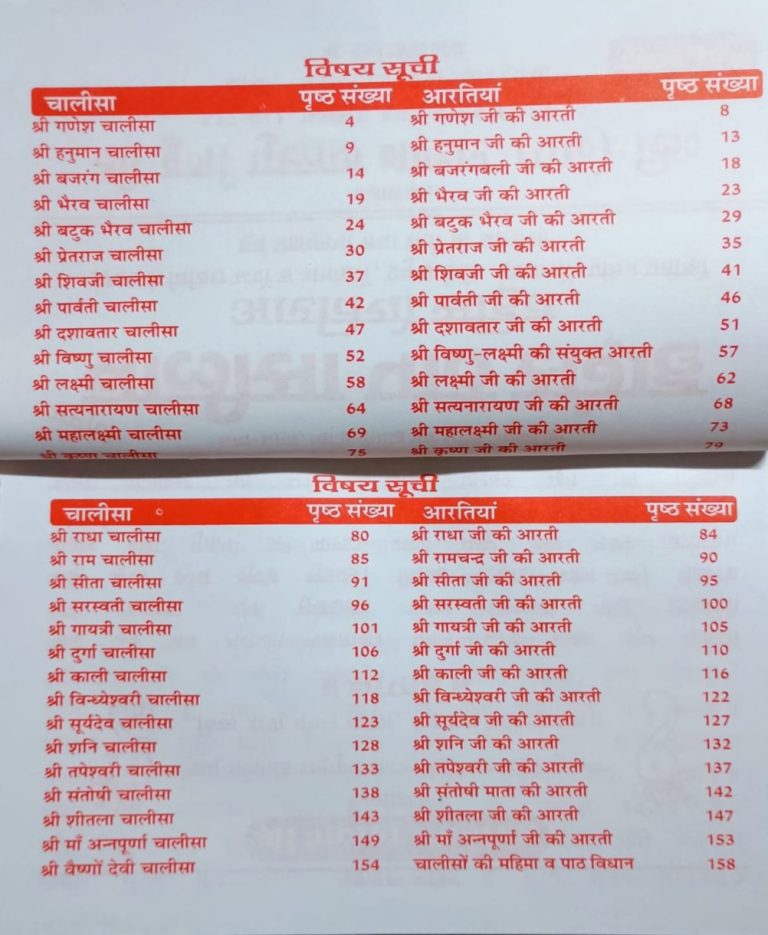 विषय सूची
चालीसा पृष्ठ संख्या आरतियां पृष्ठ संख्या
श्री गणेश चालीसा 4 श्री गणेश जी की आरती 8
श्री हनुमान चालीसा 9 श्री हनुमान जी की आरती 13
श्री बजरंग चालीसा 14 श्री बजरंगबली जी की आरती 18
श्री भैरव चालीसा 19 श्री भैरव जी की आरती 23
श्री बटुक भैरव चालीसा 24 श्री बटुक भैरव जी की आरती 29
श्री प्रेतराज चालीसा 30 श्री प्रेतराज जी की आरती 35
श्री शिवजी चालीसा 37 श्री शिवजी जी की आरती 41
श्री पार्वती चालीसा 42 श्री पार्वती जी की आरती 46
श्री दशावतार चालीसा 47 श्री दशावतार जी की आरती 51
श्री विष्णु चालीसा 52 श्री विष्णु-लक्ष्मी की संयुक्त आरती 57
श्री लक्ष्मी चालीसा 58 श्री लक्ष्मी जी की आरती 62
श्री सत्यनारायण चालीसा 64 श्री सत्यनारायण जी की आरती 68
श्री महालक्ष्मी चालीसा 69 श्री महालक्ष्मी जी की आरती 73
श्री कृष्ण चालीसा 75 श्री कृष्ण जी की आरती 79
विषय सूची
चालीसा पृष्ठ संख्या आरतियां पृष्ठ संख्या
श्री राधा चालीसा 80 श्री राधा जी की आरती 84
श्री राम चालीसा 85 श्री रामचन्द्र जी की आरती 90
श्री सीता चालीसा 91 श्री सीता जी की आरती 95
श्री सरस्वती चालीसा 96 श्री सरस्वती जी की आरती 100
श्री गायत्री चालीसा 101 श्री गायत्री जी की आरती 105
श्री दुर्गा चालीसा 106 श्री दुर्गा जी की आरती 110
श्री काली चालीसा 112 श्री काली जी की आरती 116
श्री विन्ध्येश्वरी चालीसा 118 श्री विन्ध्येश्वरी जी की आरती 122
श्री सूर्यदेव चालीसा 123 श्री सूर्यदेव जी की आरती 127
श्री शनि चालीसा 128 श्री शनि जी की आरती 132
श्री तपेश्वरी चालीसा 133 श्री तपेश्वरी जी की आरती 137
श्री संतोषी चालीसा 138 श्री संतोषी माता की आरती 142
श्री शीतला चालीसा 143 श्री शीतला जी की आरती 147
श्री माँ अन्नपूर्णा चालीसा 149 श्री माँ अन्नपूर्णा जी की आरती 153
श्री वैष्णों देवी चालीसा 154 चालीसों की महिमा व पाठ विधान 158